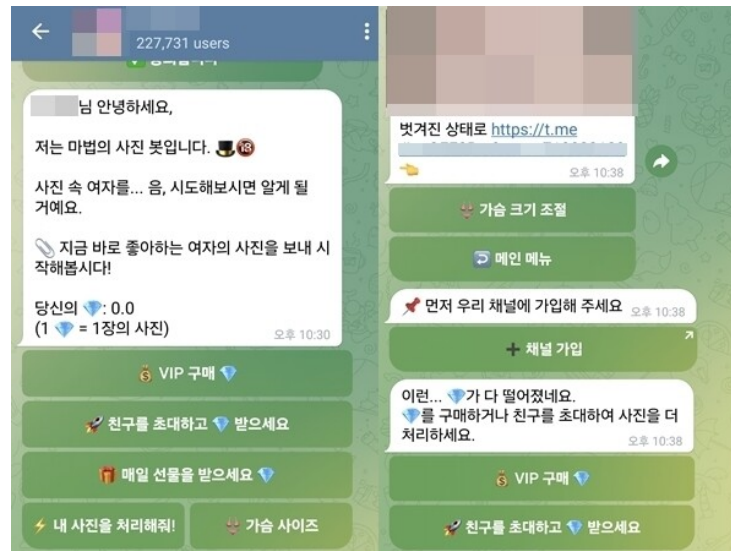 227,731 users
님 안녕하세요,
저는 마법의 사진 봇입니다. 🎩🔞
사진 속 여자를... 음, 시도해보시면 알게 될
거예요.
📎 지금 바로 좋아하는 여자의 사진을 보내 시
작해봅시다!
당신의 💎: 0.0
(1 💎 = 1장의 사진)
오후 10:30
💰 VIP 구매 💎
🚀 친구를 초대하고 💎 받으세요
🎁 매일 선물을 받으세요 💎
⚡ 내 사진을 처리해줘!
👙 가슴 사이즈
벗겨진 상태로 https://t.me
👈
오후 10:38
👙 가슴 크기 조절
↩️ 메인 메뉴
📌 먼저 우리 채널에 가입해 주세요
오후 10:38
➕ 채널 가입
이런... 💎가 다 떨어졌네요.
💎를 구매하거나 친구를 초대하여 사진을 더
처리하세요.
오후 10:38
💰 VIP 구매 💎
🚀 친구를 초대하고 💎 받으세요